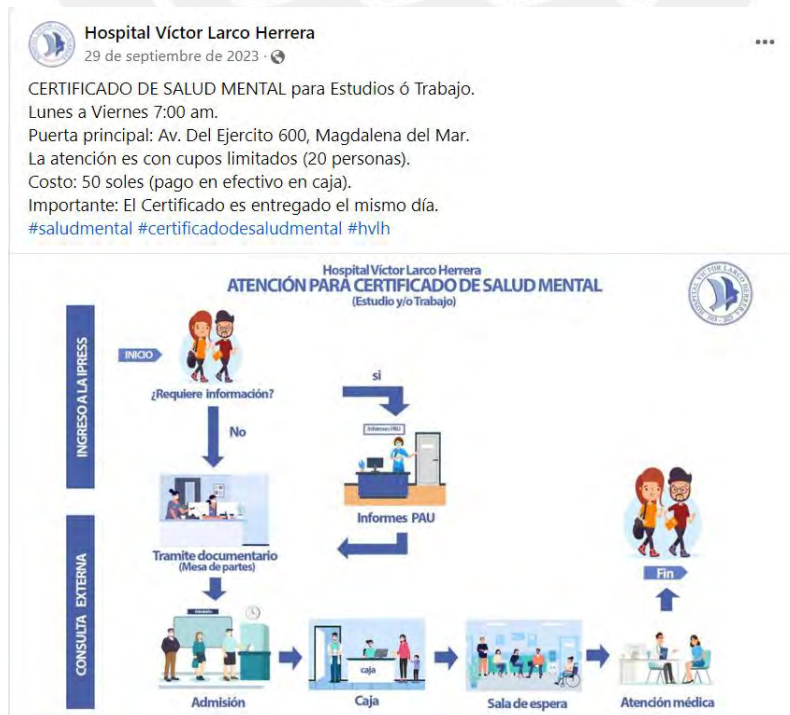 Hospital Víctor Larco Herrera
29 de septiembre de 2023 ·
CERTIFICADO DE SALUD MENTAL para Estudios ó Trabajo.
Lunes a Viernes 7:00 am.
Puerta principal: Av. Del Ejercito 600, Magdalena del Mar.
La atención es con cupos limitados (20 personas).
Costo: 50 soles (pago en efectivo en caja).
Importante: El Certificado es entregado el mismo día.
#saludmental #certificadodesaludmental #hvlh
Hospital Víctor Larco Herrera
ATENCIÓN PARA CERTIFICADO DE SALUD MENTAL
(Estudio y/o Trabajo)
HOSPITAL VICTOR LARCO HERRERA
INGRESO A LA IPRESS
INICIO
¿Requiere información?
si
No
Informes PAU
Informes PAU
Tramite documentario
(Mesa de partes)
Fin
CONSULTA EXTERNA
Admisión
caja
Caja
Sala de espera
Atención médica